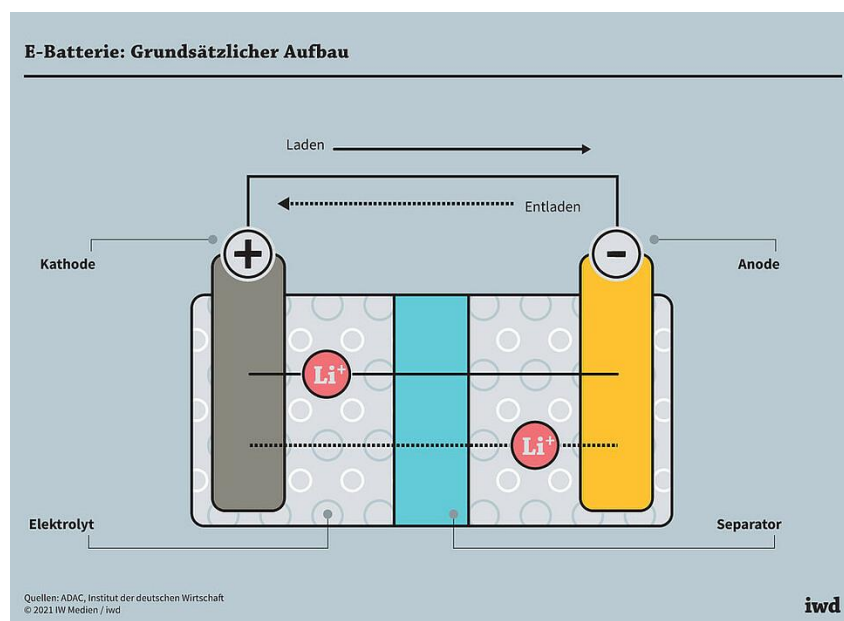 E-Batterie: Grundsätzlicher Aufbau
Laden
Entladen
+
-
Kathode
Anode
Li+
Li+
Elektrolyt
Separator
Quellen: ADAC, Institut der deutschen Wirtschaft
© 2021 IW Medien / iwd
iwd